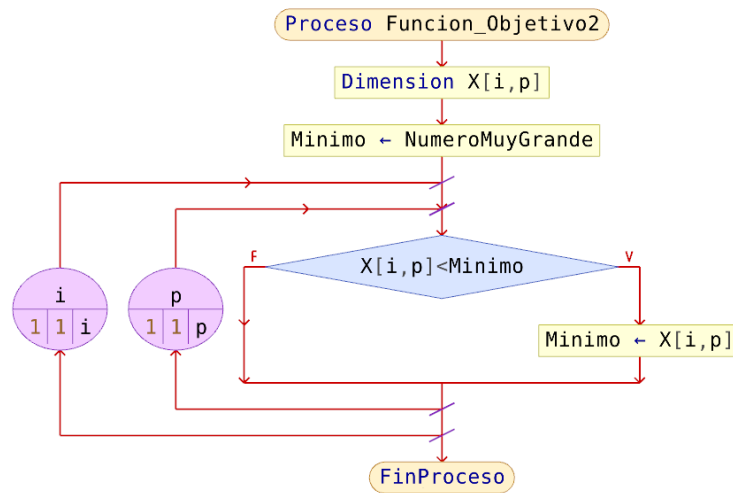 Proceso Funcion_Objetivo2
Dimension X[i,p]
Minimo ← NumeroMuyGrande
F
V
X[i,p]<Minimo
i
1 1 i
p
1 1 p
Minimo ← X[i,p]
FinProceso